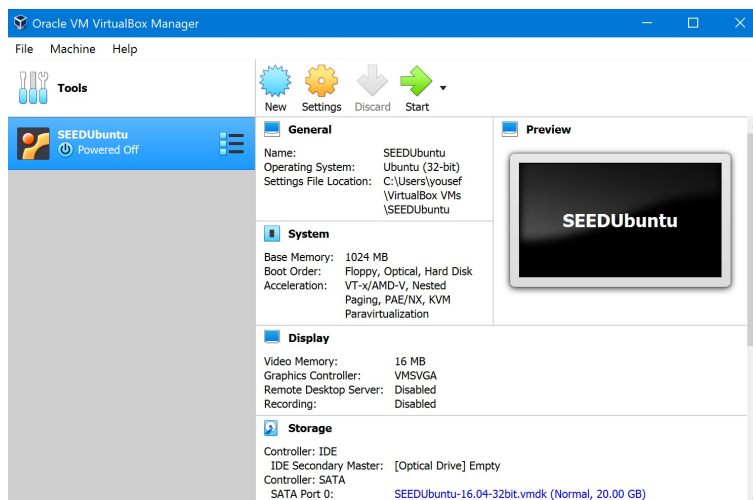 Oracle VM VirtualBox Manager
File Machine Help
Tools
New Settings Discard Start
SEEDUbuntu
Powered Off
General
Name: SEEDUbuntu
Operating System: Ubuntu (32-bit)
Settings File Location: C:\Users\yousef
\VirtualBox VMs
\SEEDUbuntu
Preview
SEEDUbuntu
System
Base Memory: 1024 MB
Boot Order: Floppy, Optical, Hard Disk
Acceleration: VT-x/AMD-V, Nested
Paging, PAE/NX, KVM
Paravirtualization
Display
Video Memory: 16 MB
Graphics Controller: VMSVGA
Remote Desktop Server: Disabled
Recording: Disabled
Storage
Controller: IDE
IDE Secondary Master: [Optical Drive] Empty
Controller: SATA
SATA Port 0: SEEDUbuntu-16.04-32bit.vmdk (Normal, 20.00 GB)